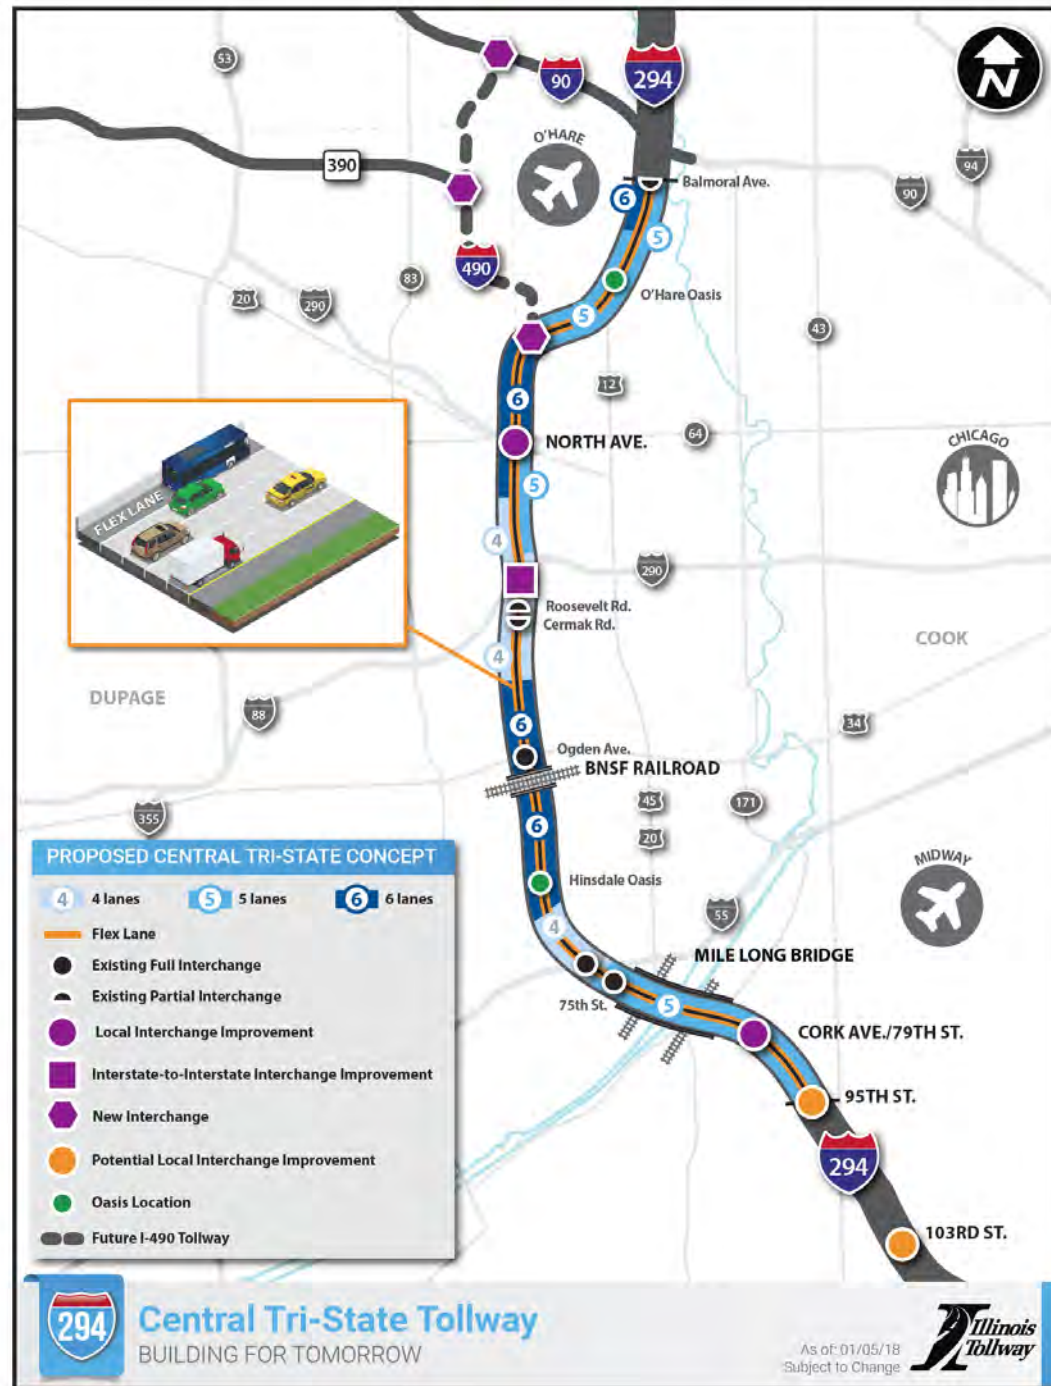 53
90
294
N
O'HARE
390
94
90
6
Balmoral Ave.
5
490
83
O'Hare Oasis
20
290
5
43
12
6
NORTH AVE.
64
CHICAGO
5
FLEX LANE
4
290
Roosevelt Rd.
Cermak Rd.
COOK
4
DUPAGE
88
6
34
Ogden Ave.
BNSF RAILROAD
45
171
355
6
20
PROPOSED CENTRAL TRI-STATE CONCEPT
4 4 lanes
5 5 lanes
6 6 lanes
Flex Lane
Existing Full Interchange
Existing Partial Interchange
Local Interchange Improvement
Interstate-to-Interstate Interchange Improvement
New Interchange
Potential Local Interchange Improvement
Oasis Location
Future I-490 Tollway
MIDWAY
Hinsdale Oasis
55
4
MILE LONG BRIDGE
75th St.
5
CORK AVE./79TH ST.
95TH ST.
294
103RD ST.
294
Central Tri-State Tollway
BUILDING FOR TOMORROW
As of: 01/05/18
Subject to Change
Illinois
Tollway